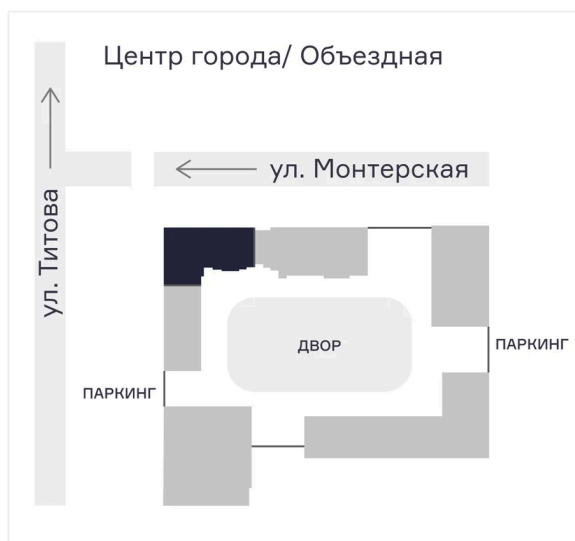 Центр города/ Объездная
ул. Монтерская
ул. Титова
ДВОР
ПАРКИНГ
ПАРКИНГ